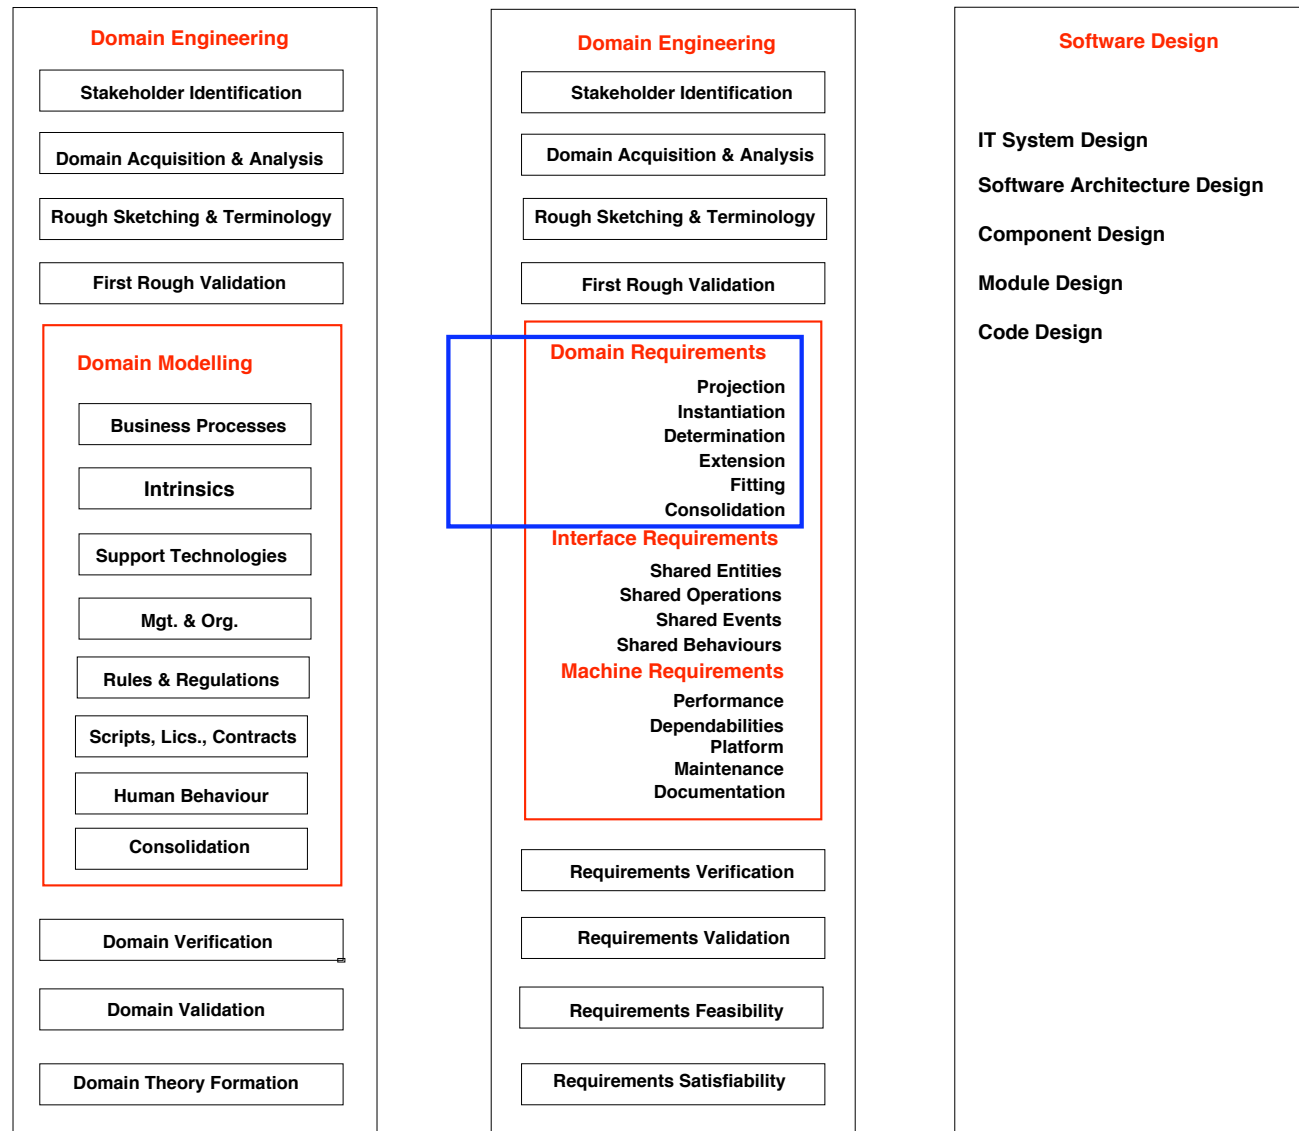 Domain Engineering
Stakeholder Identification
Domain Acquisition & Analysis
Rough Sketching & Terminology
First Rough Validation
Domain Modelling
Business Processes
Intrinsics
Support Technologies
Mgt. & Org.
Rules & Regulations
Scripts, Lics., Contracts
Human Behaviour
Consolidation
Domain Verification
Domain Validation
Domain Theory Formation
Domain Engineering
Stakeholder Identification
Domain Acquisition & Analysis
Rough Sketching & Terminology
First Rough Validation
Domain Requirements
Projection
Instantiation
Determination
Extension
Fitting
Consolidation
Interface Requirements
Shared Entities
Shared Operations
Shared Events
Shared Behaviours
Machine Requirements
Performance
Dependabilities
Platform
Maintenance
Documentation
Requirements Verification
Requirements Validation
Requirements Feasibility
Requirements Satisfiability
Software Design
IT System Design
Software Architecture Design
Component Design
Module Design
Code Design